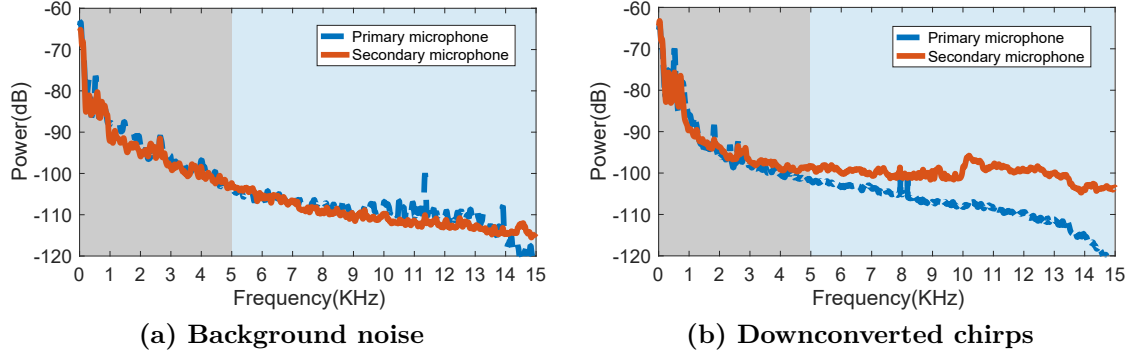 -60
-70
-80
-90
-100
-110
-120
Power(dB)
Primary microphone
Secondary microphone
0 1 2 3 4 5 6 7 8 9 10 11 12 13 14 15
Frequency(KHz)
(a) Background noise
-60
-70
-80
-90
-100
-110
-120
Power(dB)
Primary microphone
Secondary microphone
0 1 2 3 4 5 6 7 8 9 10 11 12 13 14 15
Frequency(KHz)
(b) Downconverted chirps